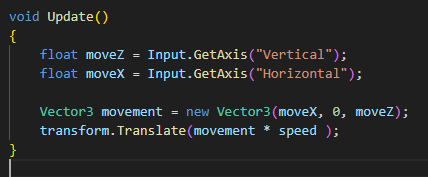 void Update()
{
float moveZ = Input.GetAxis("Vertical");
float moveX = Input.GetAxis("Horizontal");
Vector3 movement = new Vector3(moveX, 0, moveZ);
transform.Translate(movement * speed );
}